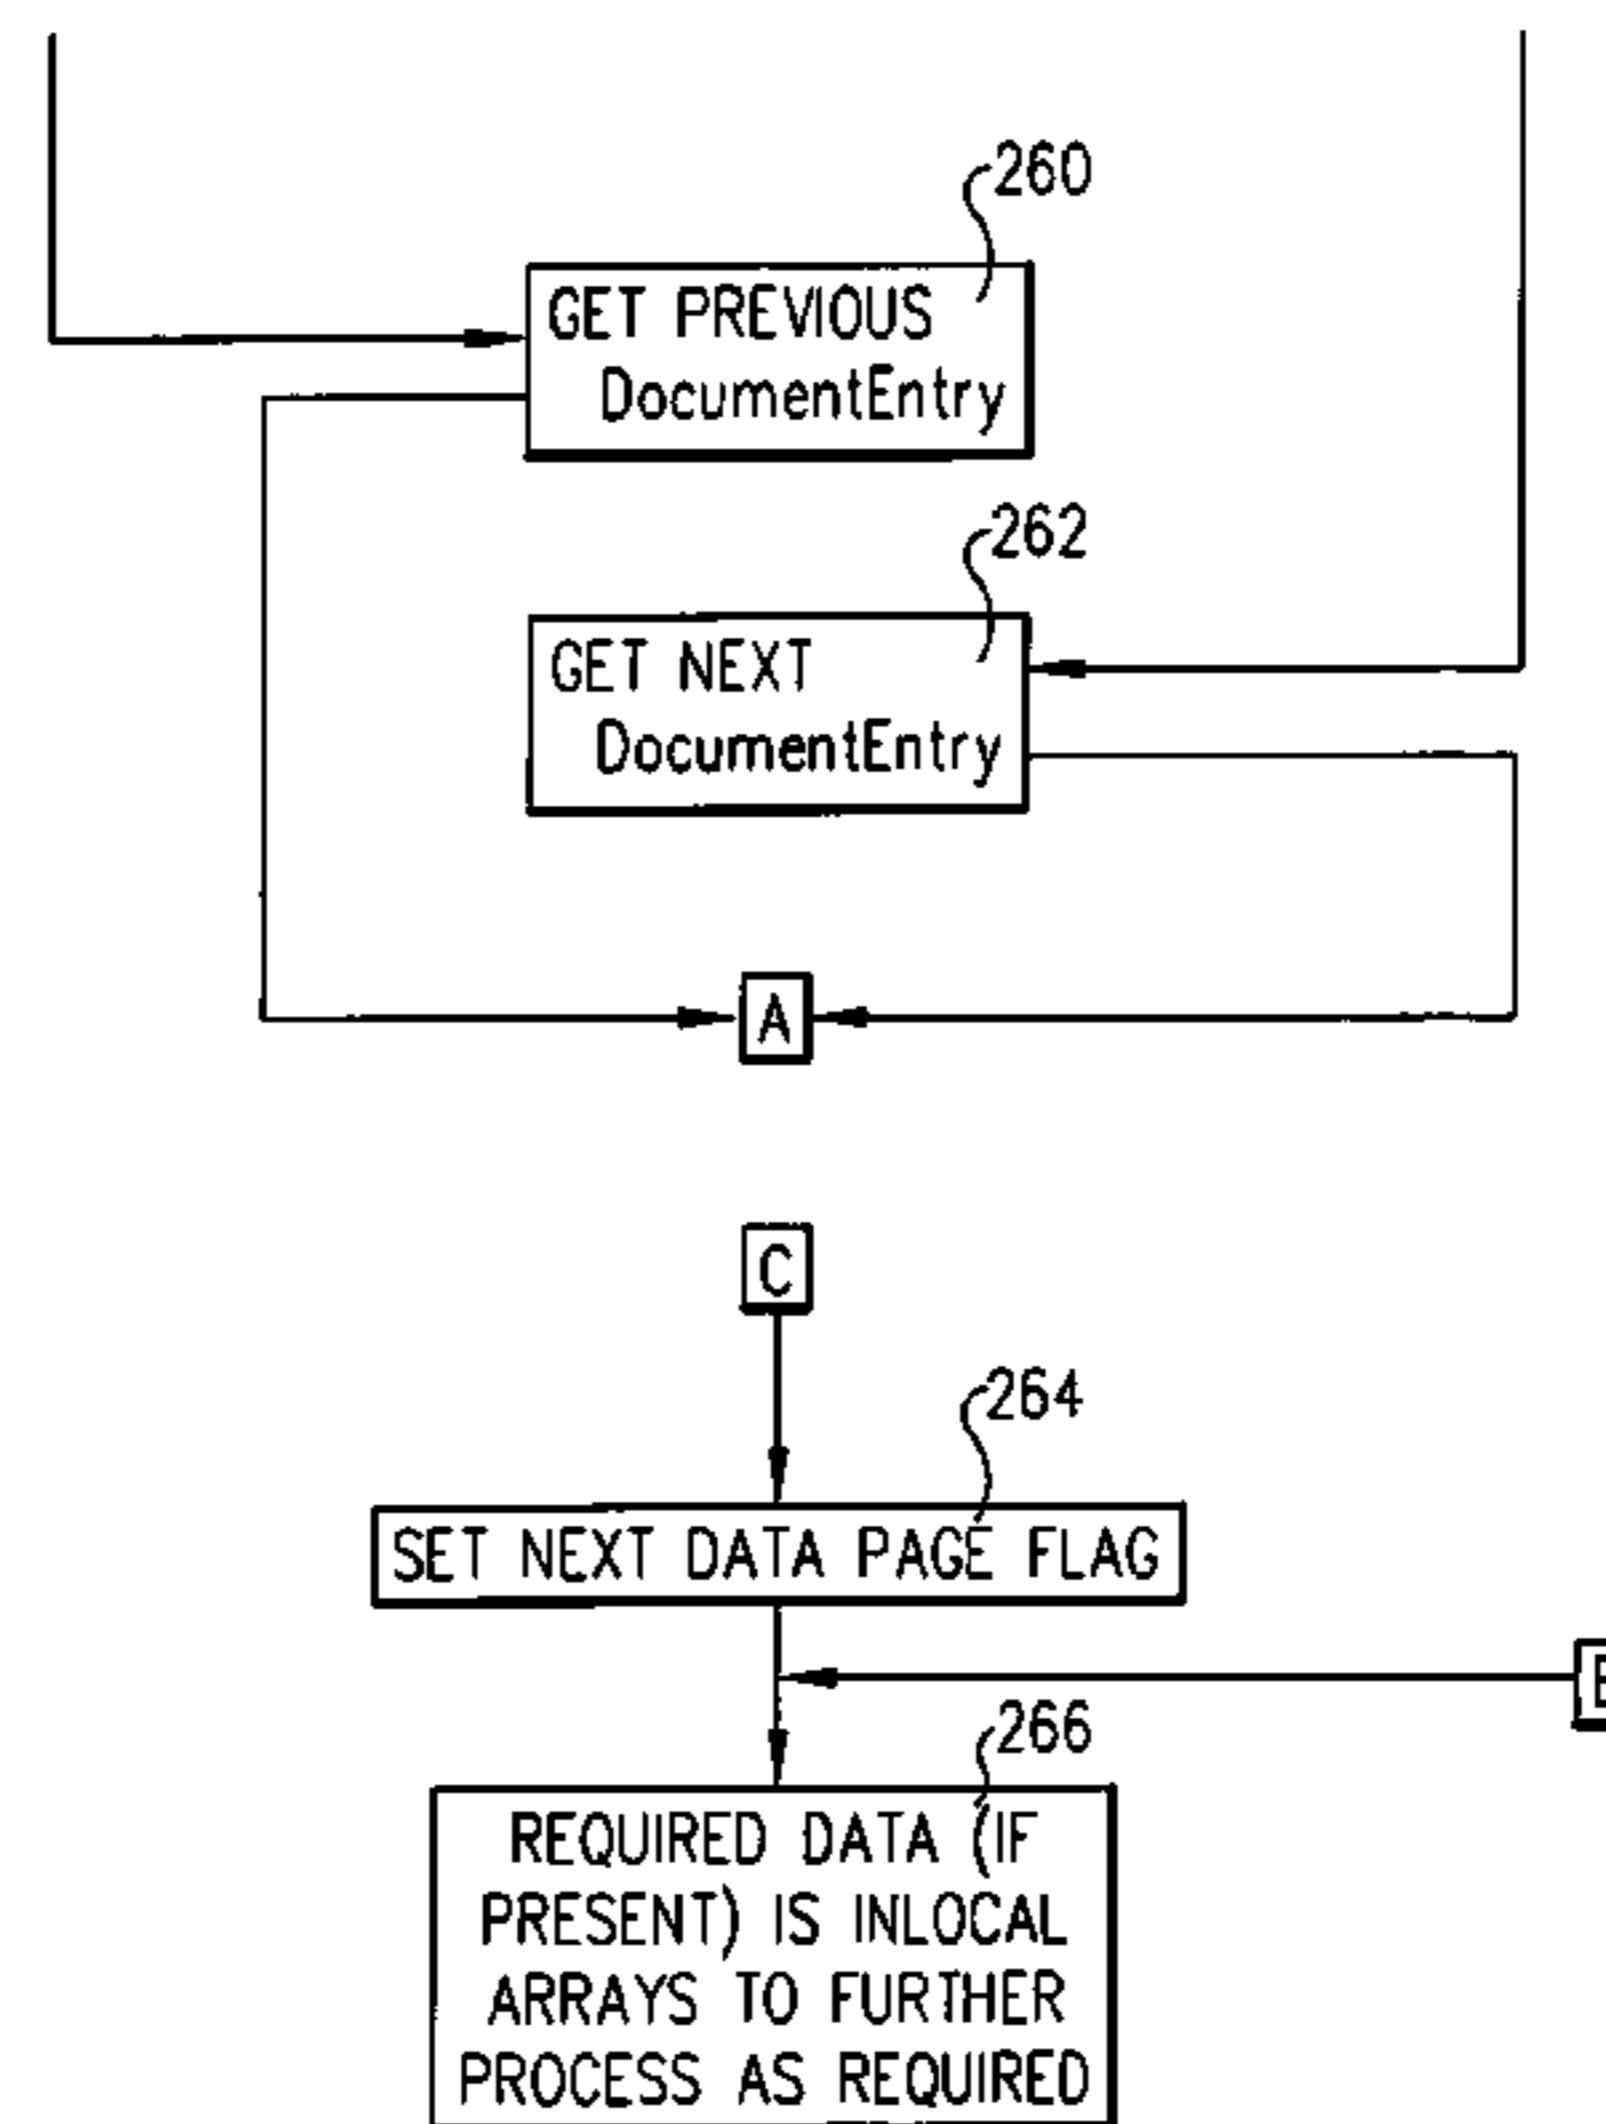 260
GET PREVIOUS
DocumentEntry
262
GET NEXT
DocumentEntry
A
C
264
SET NEXT DATA PAGE FLAG
266
REQUIRED DATA (IF
PRESENT) IS INLOCAL
ARRAYS TO FURTHER
PROCESS AS REQUIRED